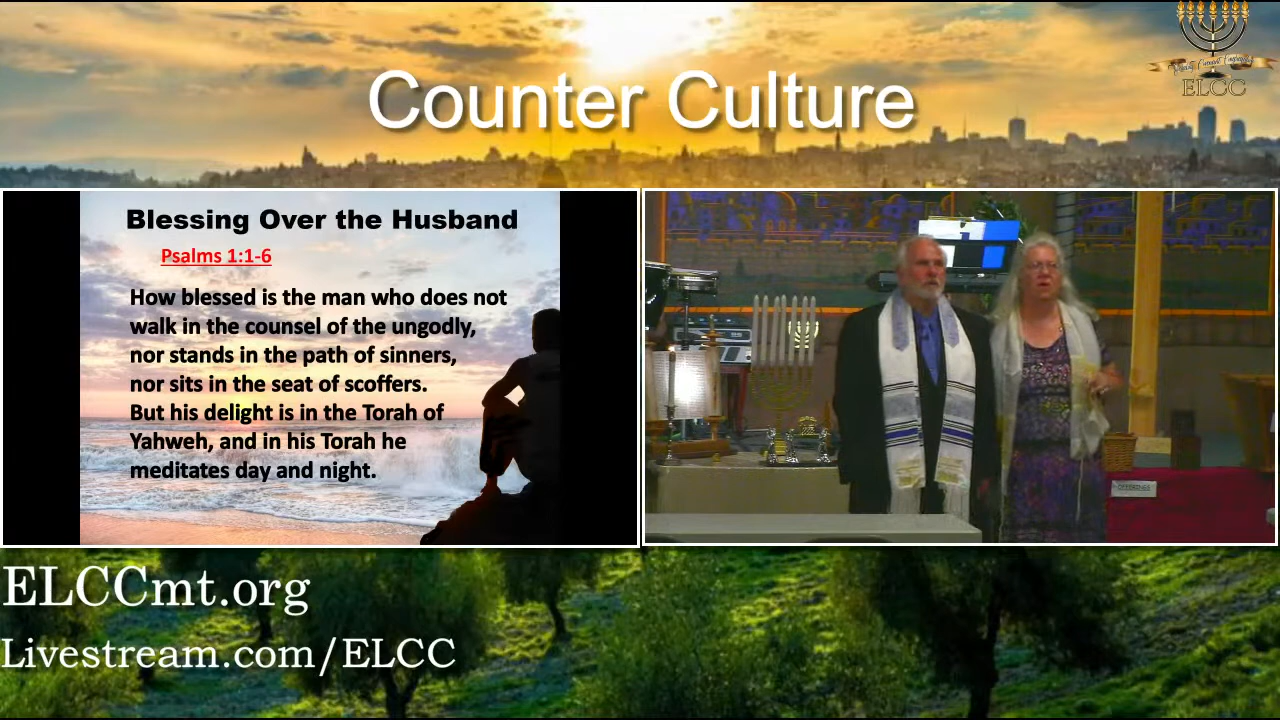 Counter Culture
ELCC
Blessing Over the Husband
Psalms 1:1-6
How blessed is the man who does not
walk in the counsel of the ungodly,
nor stands in the path of sinners,
nor sits in the seat of scoffers.
But his delight is in the Torah of
Yahweh, and in his Torah he
meditates day and night.
ELCCmt.org
Livestream.com/ELCC